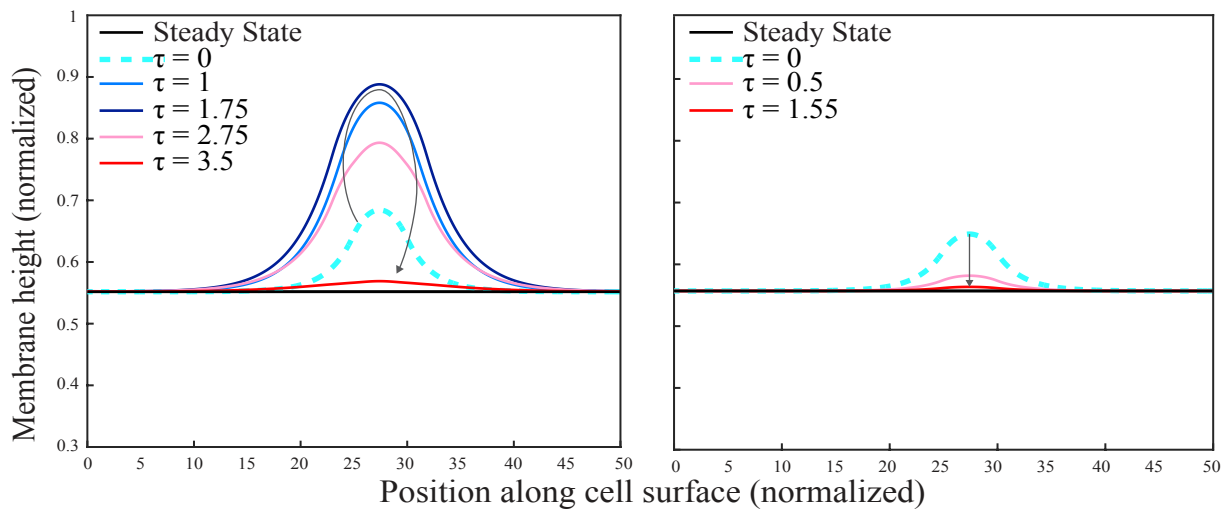 Steady State
τ = 0
τ = 1
τ = 1.75
τ = 2.75
τ = 3.5
1
0.9
0.8
0.7
0.6
0.5
0.4
0.3
0 5 10 15 20 25 30 35 40 45 50
Membrane height (normalized)
Steady State
τ = 0
τ = 0.5
τ = 1.55
0 5 10 15 20 25 30 35 40 45 50
Position along cell surface (normalized)